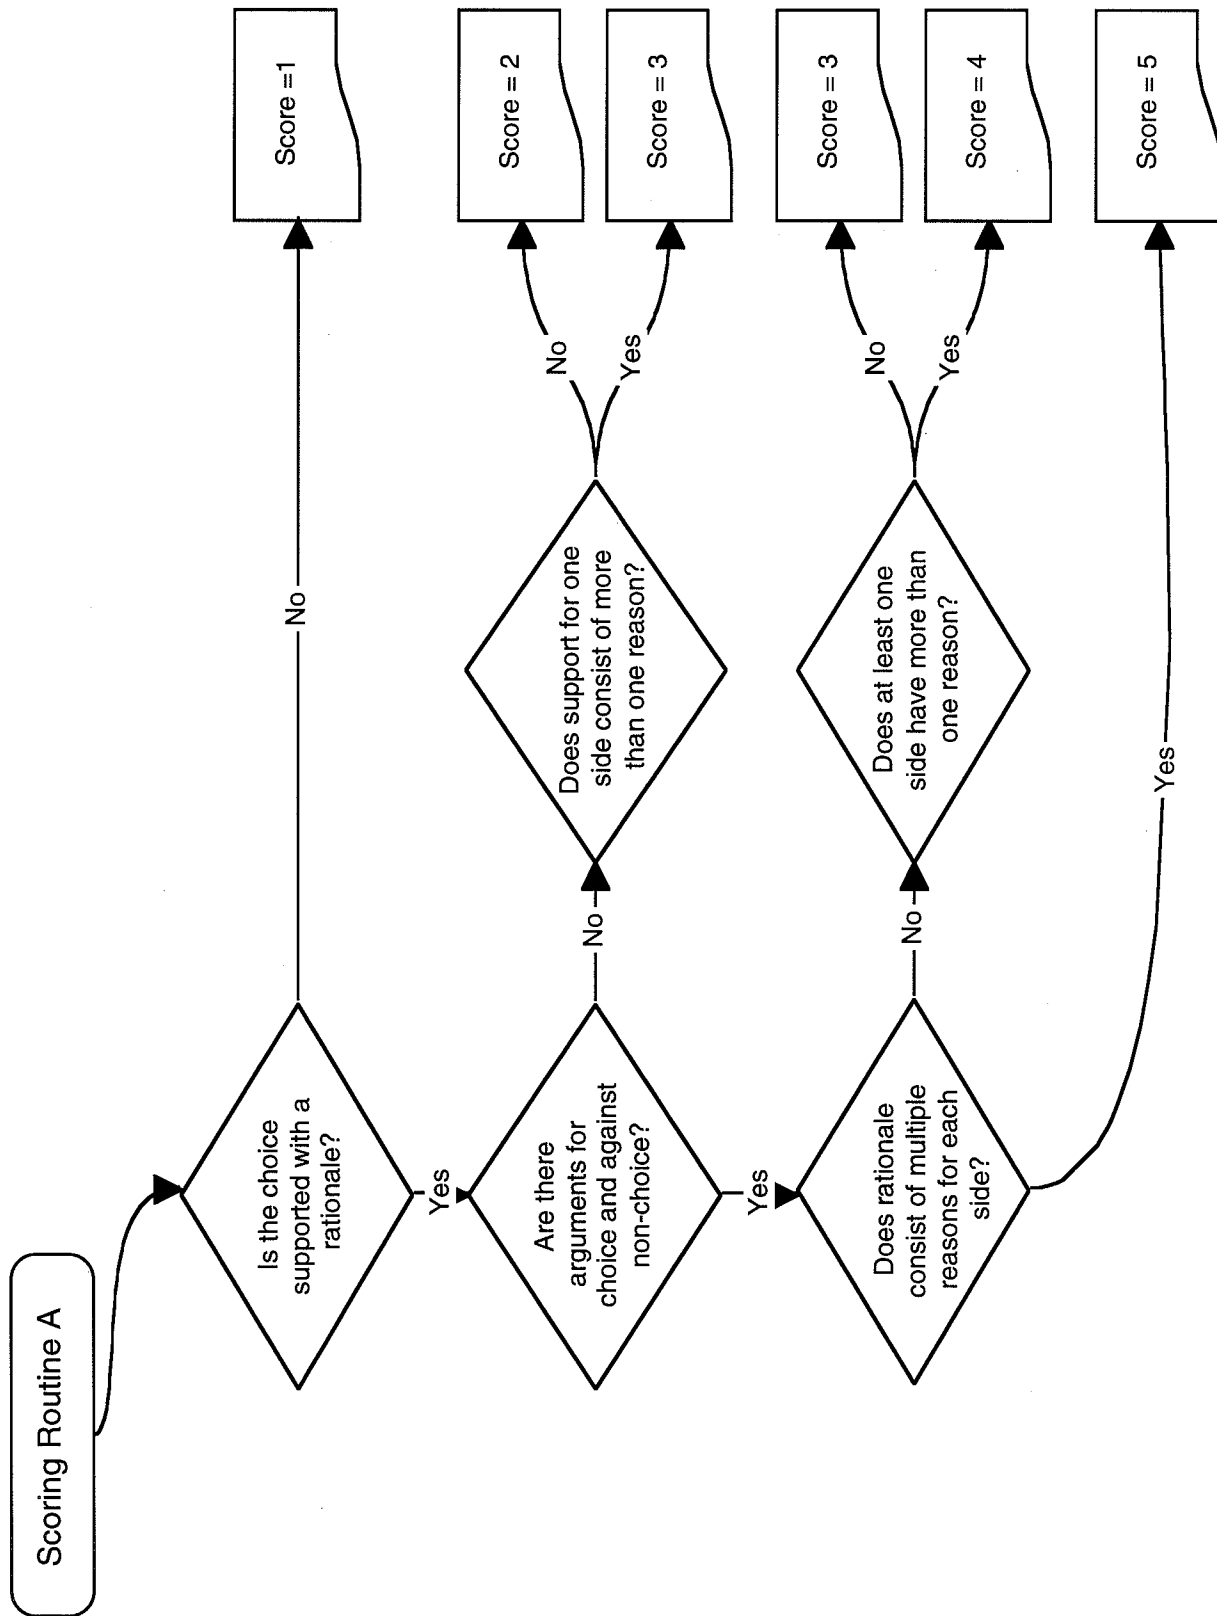 Scoring Routine A
Is the choice
supported with a
rationale?
No
Score =1
Yes
Are there
arguments for
choice and against
non-choice?
No
Does support for one
side consist of more
than one reason?
No
Score = 2
Yes
Score = 3
Yes
Does rationale
consist of multiple
reasons for each
side?
No
Does at least one
side have more than
one reason?
No
Score = 3
Yes
Score = 4
Yes
Score = 5